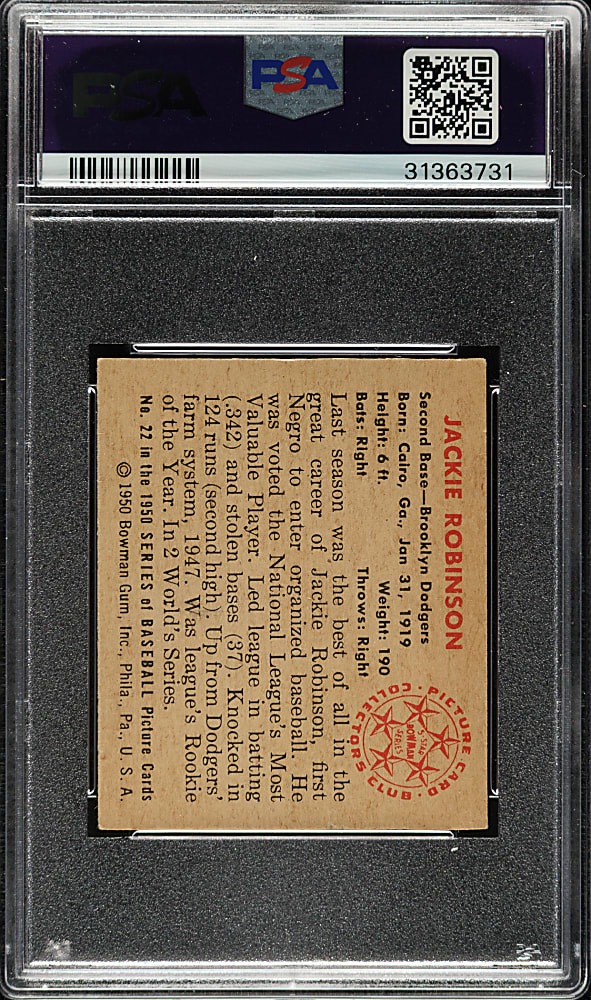 PSA
PSA
31363731
JACKIE ROBINSON
Second Base—Brooklyn Dodgers
Born: Cairo, Ga., Jan 31, 1919
Height: 6 ft. Weight: 190
Bats: Right Throws: Right
PICTURE CARD COLLECTORS CLUB
5-STAR
BOWMAN
SERIES
Last season was the best of all in the
great career of Jackie Robinson, first
Negro to enter organized baseball. He
was voted the National League's Most
Valuable Player. Led league in batting
(.342) and stolen bases (37). Knocked in
124 runs (second high). Up from Dodgers'
farm system, 1947. Was league's Rookie
of the Year. In 2 World's Series.
No. 22 in the 1950 SERIES of BASEBALL Picture Cards
© 1950 Bowman Gum, Inc., Phila., Pa., U. S. A.